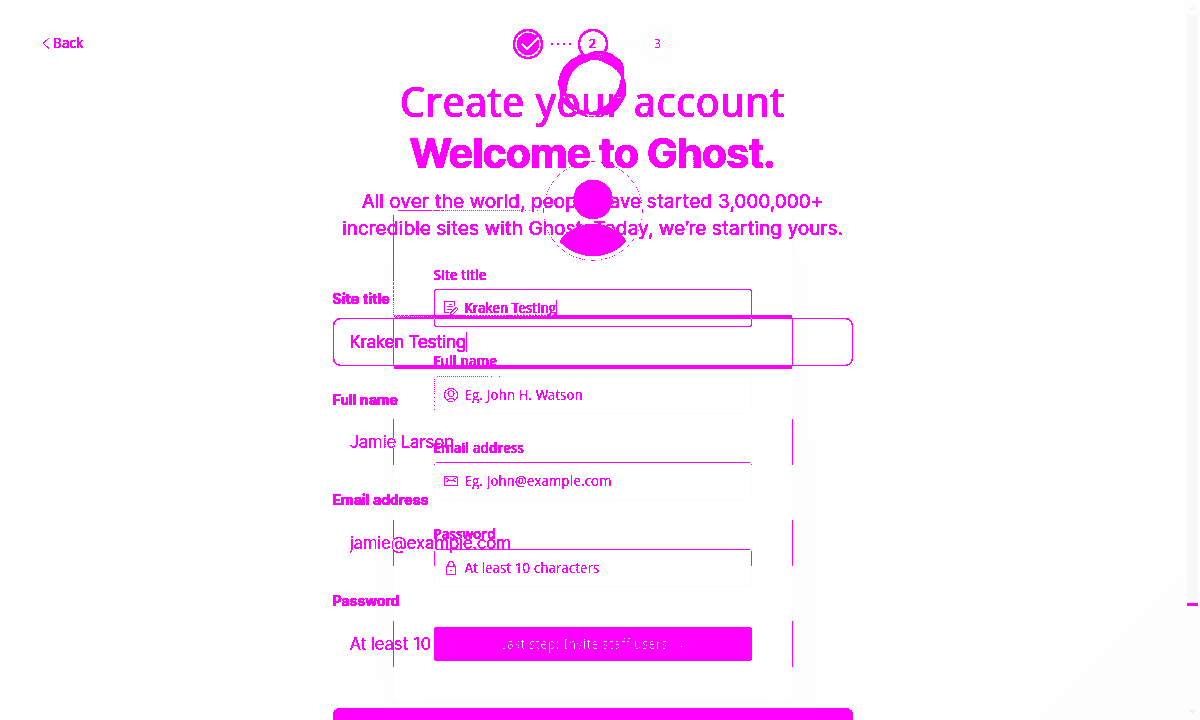 Back
2
3
Create your account
Welcome to Ghost.
All over the world, people have started 3,000,000+
incredible sites with Ghost. Today, we’re starting yours.
Site title
Site title
Kraken Testing
Kraken Testing
Full name
Eg. John H. Watson
Full name
Jamie Larson
Email address
Eg. john@example.com
Email address
Password
jamie@example.com
At least 10 characters
Password
At least 10
Last step: Invite staff users